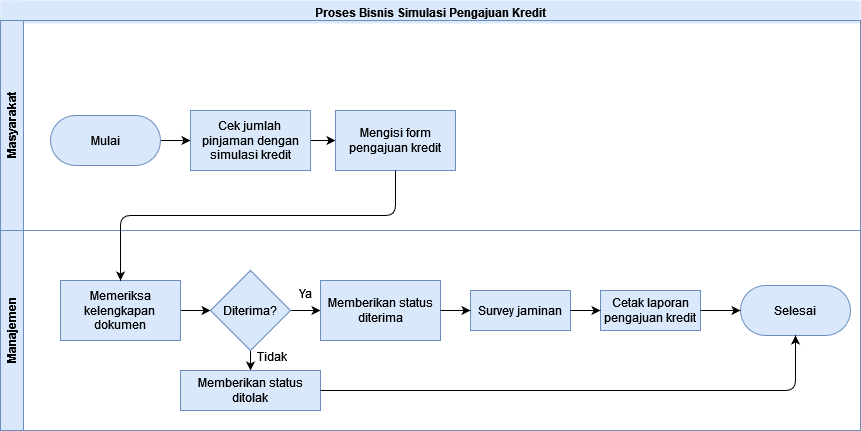 Proses Bisnis Simulasi Pengajuan Kredit
Masyarakat
Mulai
Cek jumlah
pinjaman dengan
simulasi kredit
Mengisi form
pengajuan kredit
Manajemen
Memeriksa
kelengkapan
dokumen
Diterima?
Ya
Memberikan status
diterima
Survey jaminan
Cetak laporan
pengajuan kredit
Selesai
Tidak
Memberikan status
ditolak